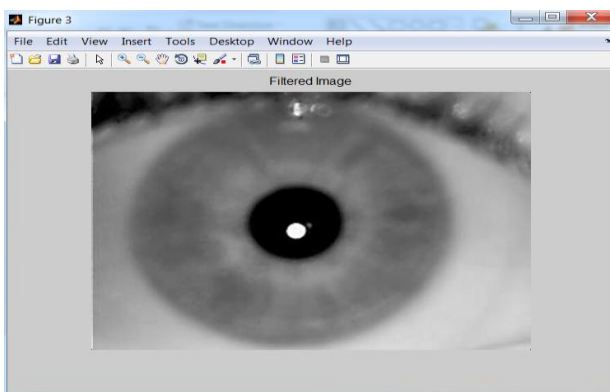 Figure 3
File Edit View Insert Tools Desktop Window Help
Filtered Image